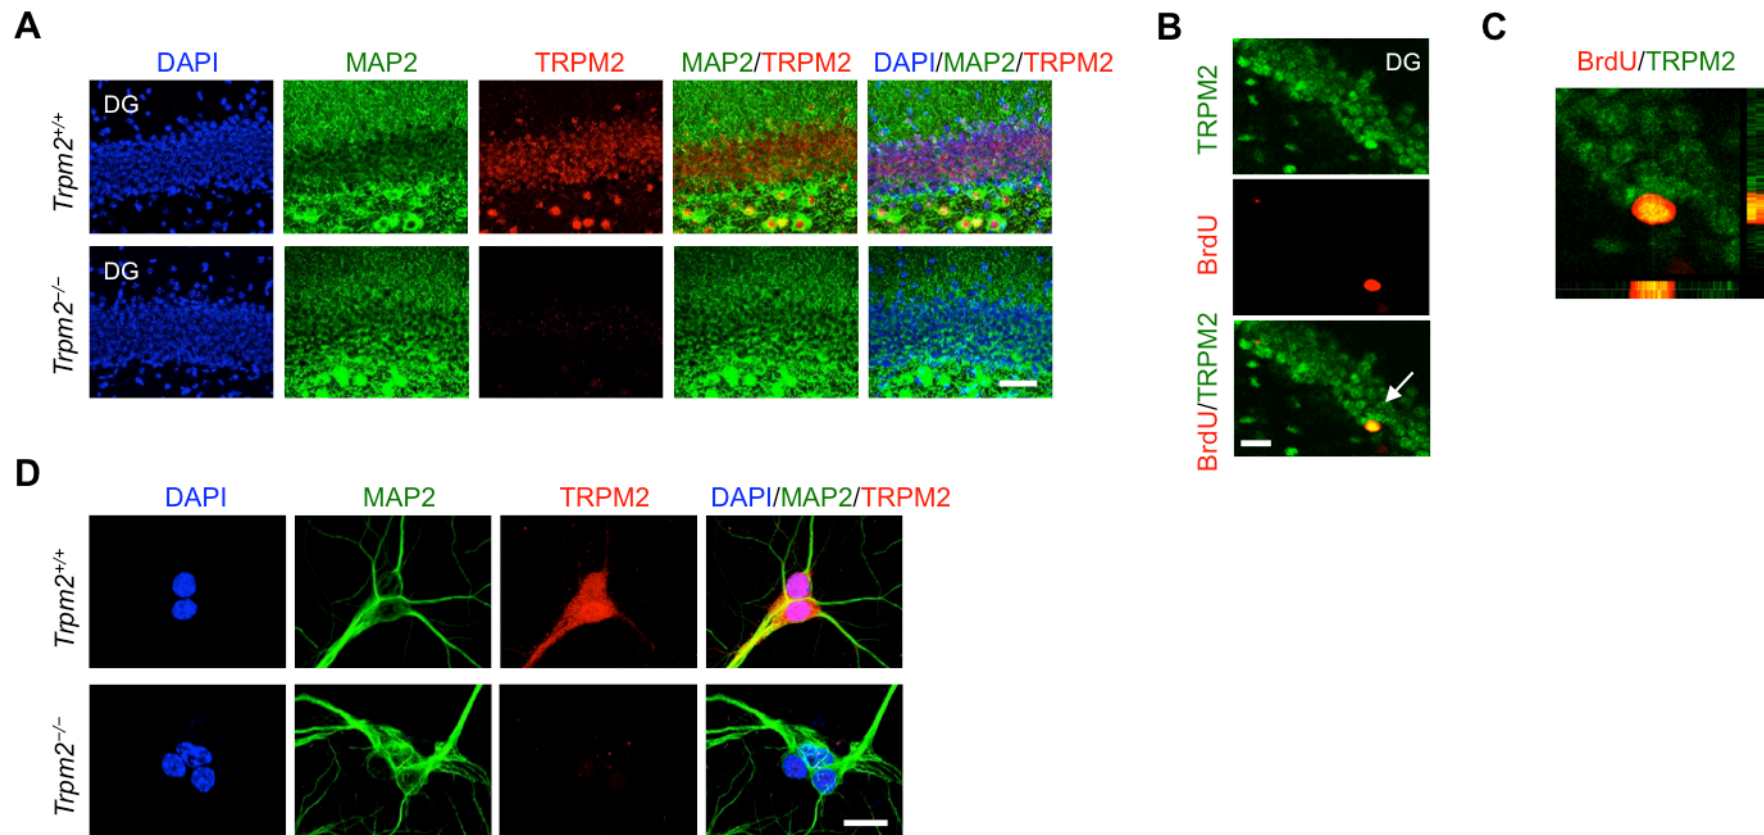 A
DAPI MAP2 TRPM2 MAP2/TRPM2 DAPI/MAP2/TRPM2
Trpm2+/+
DG
Trpm2−/−
DG
B
TRPM2
DG
BrdU
BrdU/TRPM2
C
BrdU/TRPM2
D
DAPI MAP2 TRPM2 DAPI/MAP2/TRPM2
Trpm2+/+
Trpm2−/−